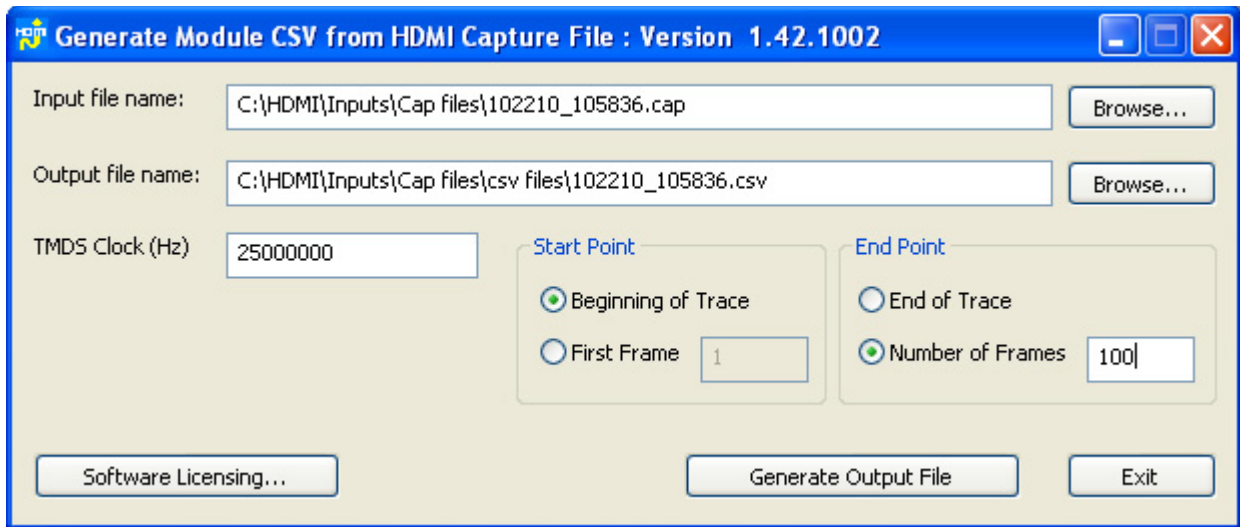 Generate Module CSV from HDMI Capture File : Version 1.42.1002
Input file name:
C:\HDMI\Inputs\Cap files\102210_105836.cap
Browse...
Output file name:
C:\HDMI\Inputs\Cap files\csv files\102210_105836.csv
Browse...
TMDS Clock (Hz)
25000000
Start Point
Beginning of Trace
First Frame
1
End Point
End of Trace
Number of Frames
100
Software Licensing...
Generate Output File
Exit